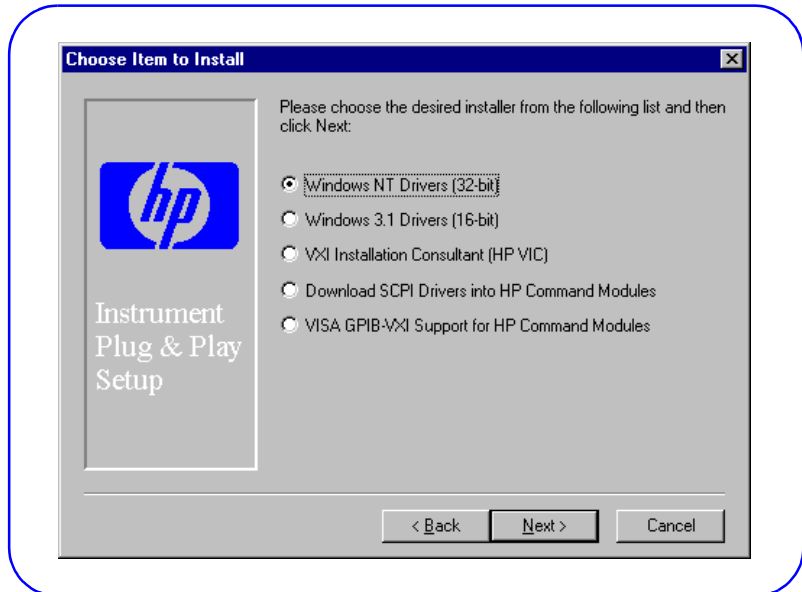 Choose Item to Install
Please choose the desired installer from the following list and then
click Next:
hp
Instrument
Plug & Play
Setup
Windows NT Drivers (32-bit)
Windows 3.1 Drivers (16-bit)
VXI Installation Consultant (HP VIC)
Download SCPI Drivers into HP Command Modules
VISA GPIB-VXI Support for HP Command Modules
< Back
Next >
Cancel